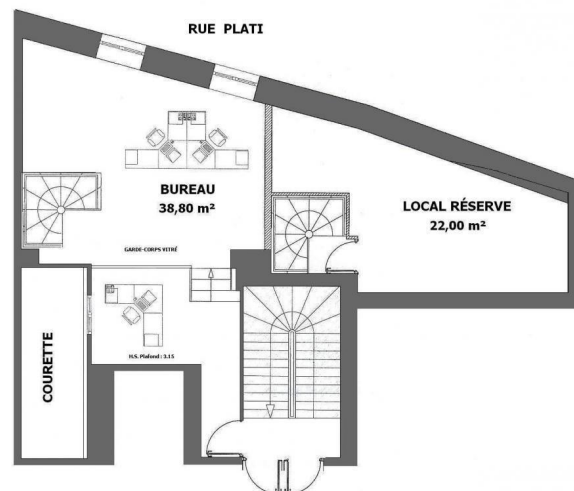 RUE PLATI
BUREAU
38,80 m²
LOCAL RÉSERVE
22,00 m²
GARDE-CORPS VITRÉ
H.S. Plafond : 3.15
COURETTE